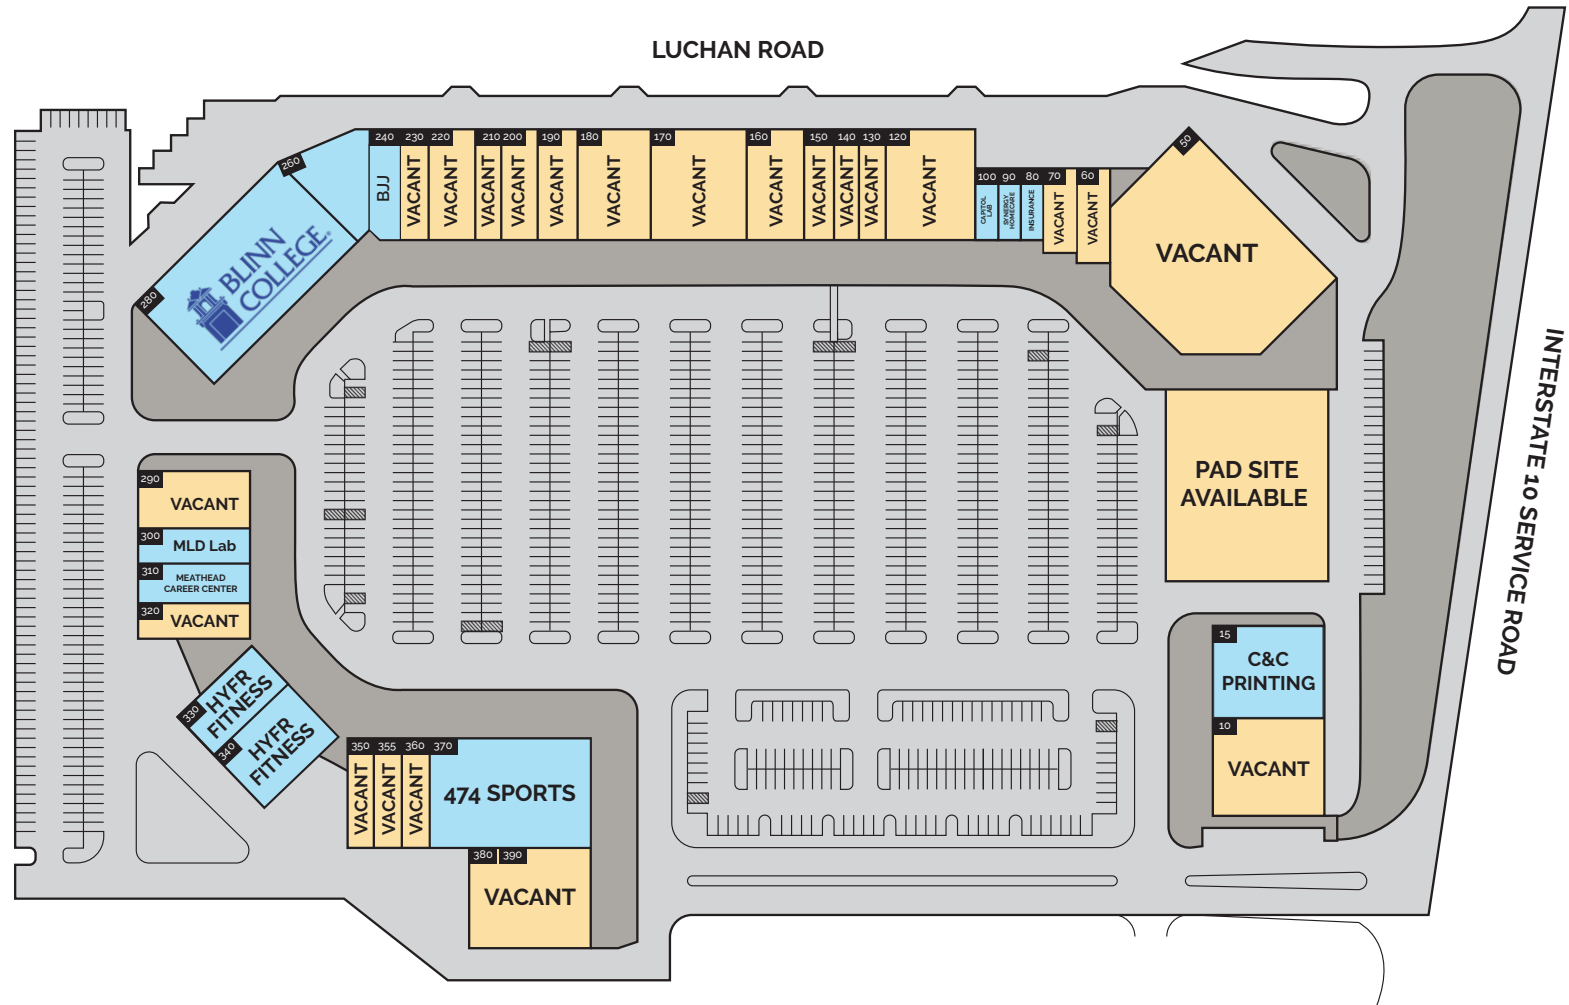 LUCHAN ROAD
240
230
220
210
200
190
180
170
160
150
140
130
120
BJJ
VACANT
VACANT
VACANT
VACANT
VACANT
VACANT
VACANT
VACANT
VACANT
VACANT
VACANT
VACANT
100
90
80
70
60
50
CAPITOL
LAB
SYNERGY
HOMECARE
INSURANCE
VACANT
VACANT
VACANT
260
280
BLINN
COLLEGE®
INTERSTATE 10 SERVICE ROAD
PAD SITE
AVAILABLE
290
VACANT
300
MLD Lab
310
MEATHEAD
CAREER CENTER
320
VACANT
330
HYFR
FITNESS
340
HYFR
FITNESS
350
355
360
370
VACANT
VACANT
VACANT
474 SPORTS
380
390
VACANT
15
C&C
PRINTING
10
VACANT